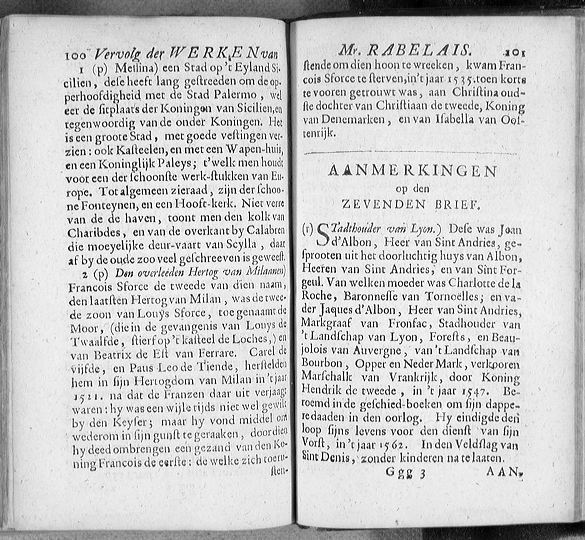 100 Vervolg der WERKEN van
1 (p) Messina) een Stad op 't Eyland Si-
cilien, dese heeft lang gestreeden om de op-
perhoofdigheid met de Stad Palermo, wel
eer de sitplaats der Koningen van Sicilien, en
tegenwoordig van de onder Koningen. Het
is een groote Stad, met goede vestingen ver-
zien: ook Kasteelen, en met een Wapen-huis,
en een Koninglijk Paleys; t'welk men houdt
voor een der schoonste werk-stukken van Eu-
rope. Tot algemeen zieraad, zijn der schoo-
ne Fonteynen, en een Hooft-kerk. Niet verre
van de de haven, toont men den kolk van
Charibdes, en van de overkant by Calabren
die moeyelijke deur-vaart van Scylla, daar
af by de oude zoo veel geschreeven is geweest.
2 (p) Den overleeden Hertog van Milaanen)
Francois Sforce de tweede van dien naam,
den laatsten Hertog van Milan, was de twee-
de zoon van Louys Sforce, toegenaamt de
Moor, (die in de gevangenis van Louys de
Twaalfde, stierf op 't kasteel de Loches,) en
van Beatrix de Est van Ferrare. Carel de
vijfde, en Paus Leo de Tiende, herstelden
hem in sijn Hertogdom van Milan in 't jaar
1521. na dat de Franzen daar uit verjaagt
waren: hy was een wijle tijds niet wel gewilt
by den Keyser; maar hy vond middel om
wederom in sijn gunst te geraaken, door dien
hy deed ombrengen een gezand van den Ko-
ning Francois de eerste: de welke zich toeru-
sten-
Mr. RABELAIS. 101
stende om dien hoon te wreeken, kwam Fran-
cois Sforce te sterven, in 't jaar 1535. toen korts
te vooren getrouwt was, aan Christina oud-
ste dochter van Christiaan de tweede, Koning
van Denemarken, en van Isabella van Oos-
tenrijk.
AANMERKINGEN
op den
ZEVENDEN BRIEF.
(1) Stadthouder van Lyon.) Dese was Joan
d'Albon, Heer van Sint Andries, ge-
sprooten uit het doorluchtig huys van Albon,
Heeren van Sint Andries, en van Sint For-
geul. Van welken moeder was Charlotte de la
Roche, Baronnesse van Tornoelles; en va-
der Jaques d'Albon, Heer van Sint Andries,
Markgraaf van Fronsac, Stadhouder van
't Landschap van Lyon, Forests, en Beau-
jolois van Auvergne, van 't Landschap van
Bourbon, Opper en Neder Mark, verkooren
Marschalk van Vrankrijk, door Koning
Hendrik de tweede, in 't jaar 1547. Be-
roemd in de geschied-boeken om sijn dappe-
re daaden in den oorlog. Hy eindigde den
loop sijns levens voor den dienst van sijn
Vorst, in 't jaar 1562. In den Veldslag van
Sint Denis, zonder kinderen na te laaten.
Ggg 3 AAN-